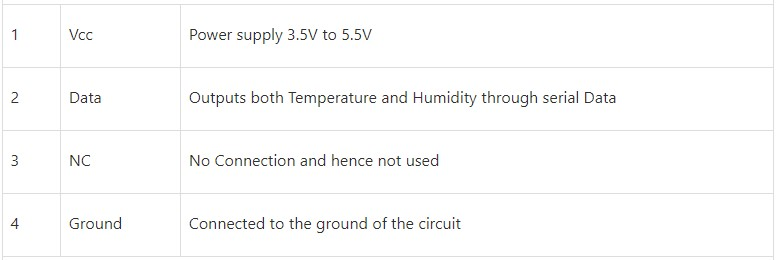 1 Vcc Power supply 3.5V to 5.5V
2 Data Outputs both Temperature and Humidity through serial Data
3 NC No Connection and hence not used
4 Ground Connected to the ground of the circuit